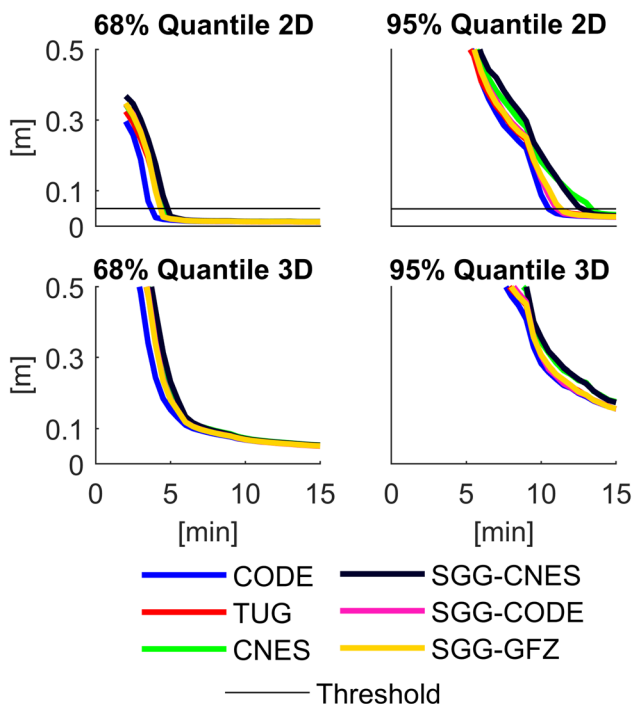 68% Quantile 2D
95% Quantile 2D
0.5
0.3
0.1
0
[m]
68% Quantile 3D
95% Quantile 3D
0.5
0.3
0.1
0
[m]
0 5 10 15
0 5 10 15
[min]
[min]
CODE
SGG-CNES
TUG
SGG-CODE
CNES
SGG-GFZ
Threshold